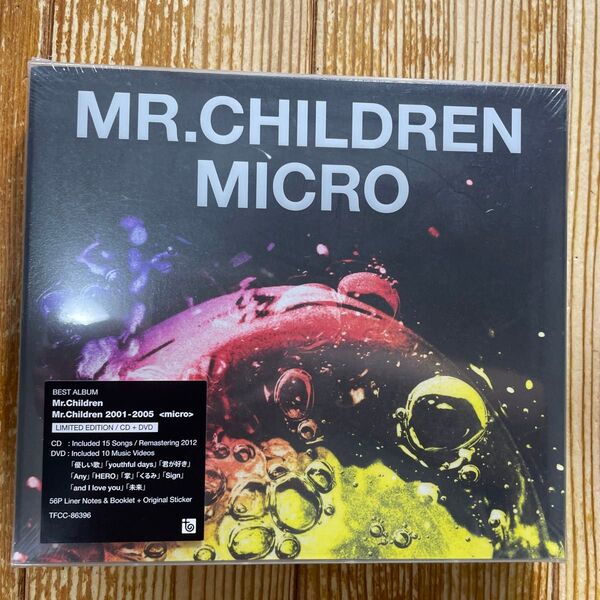 MR.CHILDREN
MICRO
BEST ALBUM
Mr.Children
Mr.Children 2001-2005 <micro>
LIMITED EDITION / CD + DVD
CD : Included 15 Songs / Remastering 2012
DVD : Included 10 Music Videos
「優しい歌」「youthful days」「君が好き」
「Any」「HERO」「掌」「くるみ」「Sign」
「and I love you」「未来」
56P Liner Notes & Booklet + Original Sticker
TFCC-86396